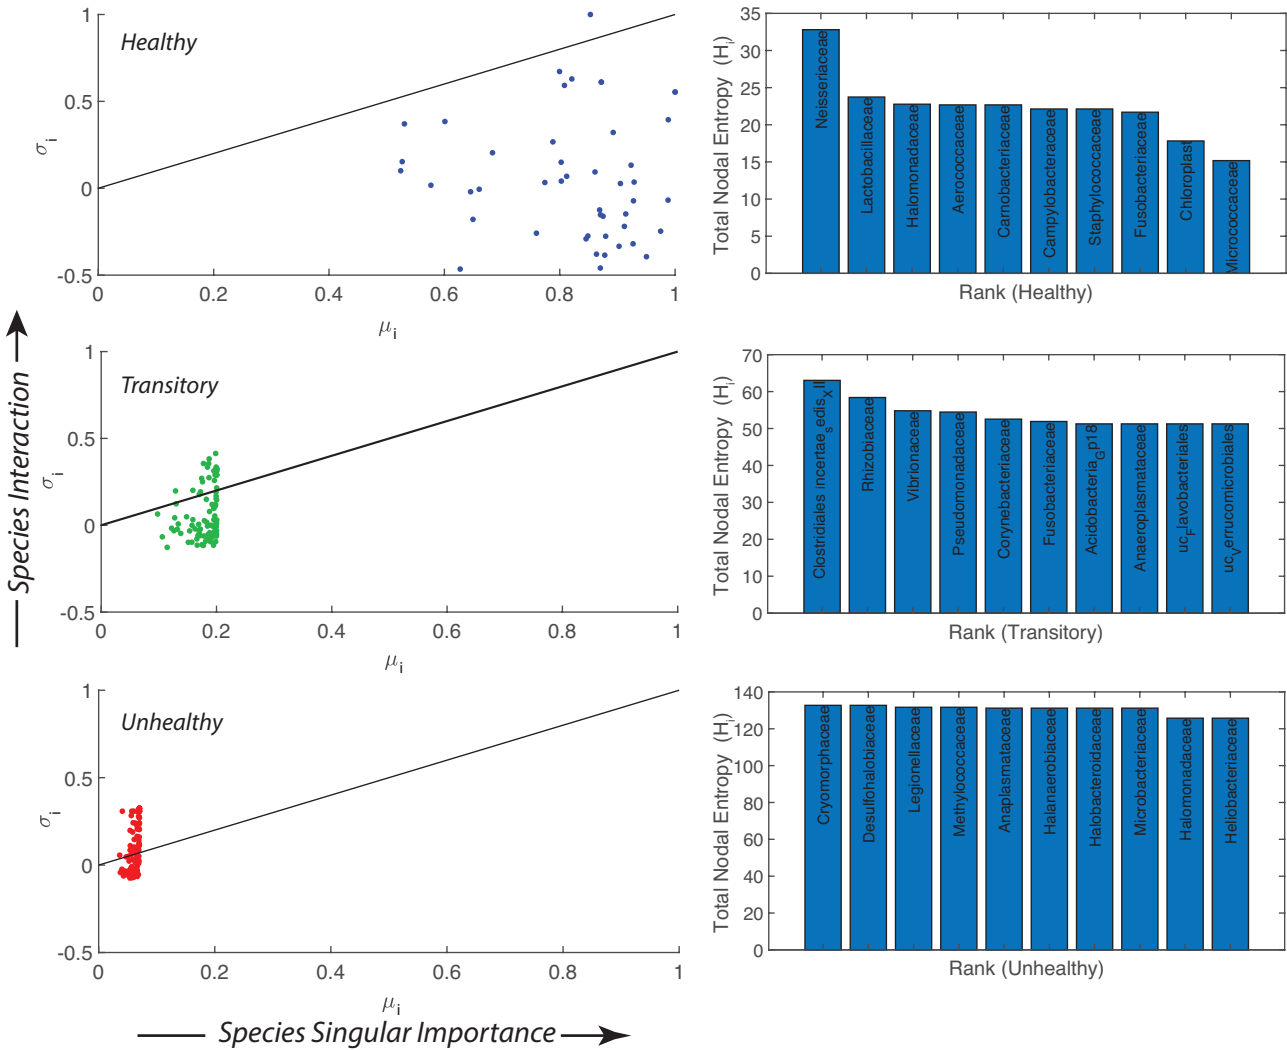 Healthy
1
0.5
0
-0.5
σi
0
0.2
0.4
0.6
0.8
1
μi
Total Nodal Entropy (Hi)
35
30
25
20
15
10
5
0
Neisseriaceae
Lactobacillaceae
Halomonadaceae
Aerococcaceae
Carnobacteriaceae
Campylobacteraceae
Staphylococcaceae
Fusobacteriaceae
Chloroplast
Micrococcaceae
Rank (Healthy)
Transitory
1
0.5
0
-0.5
σi
0
0.2
0.4
0.6
0.8
1
μi
Total Nodal Entropy (Hi)
70
60
50
40
30
20
10
0
Clostridiales incertaesedisXII
Rhizobiaceae
Vibrionaceae
Pseudomonadaceae
Corynebacteriaceae
Fusobacteriaceae
AcidobacteriaGp18
Anaeroplasmataceae
ucFlavobacteriales
ucVerrucomicrobiales
Rank (Transitory)
Unhealthy
1
0.5
0
-0.5
σi
0
0.2
0.4
0.6
0.8
1
μi
Total Nodal Entropy (Hi)
140
120
100
80
60
40
20
0
Cryomorphaceae
Desulfohalobiaceae
Legionellaceae
Methylococcaceae
Anaplasmataceae
Halanaerobiaceae
Halobacteroidaceae
Microbacteriaceae
Halomonadaceae
Heliobacteriaceae
Rank (Unhealthy)
Species Interaction
Species Singular Importance